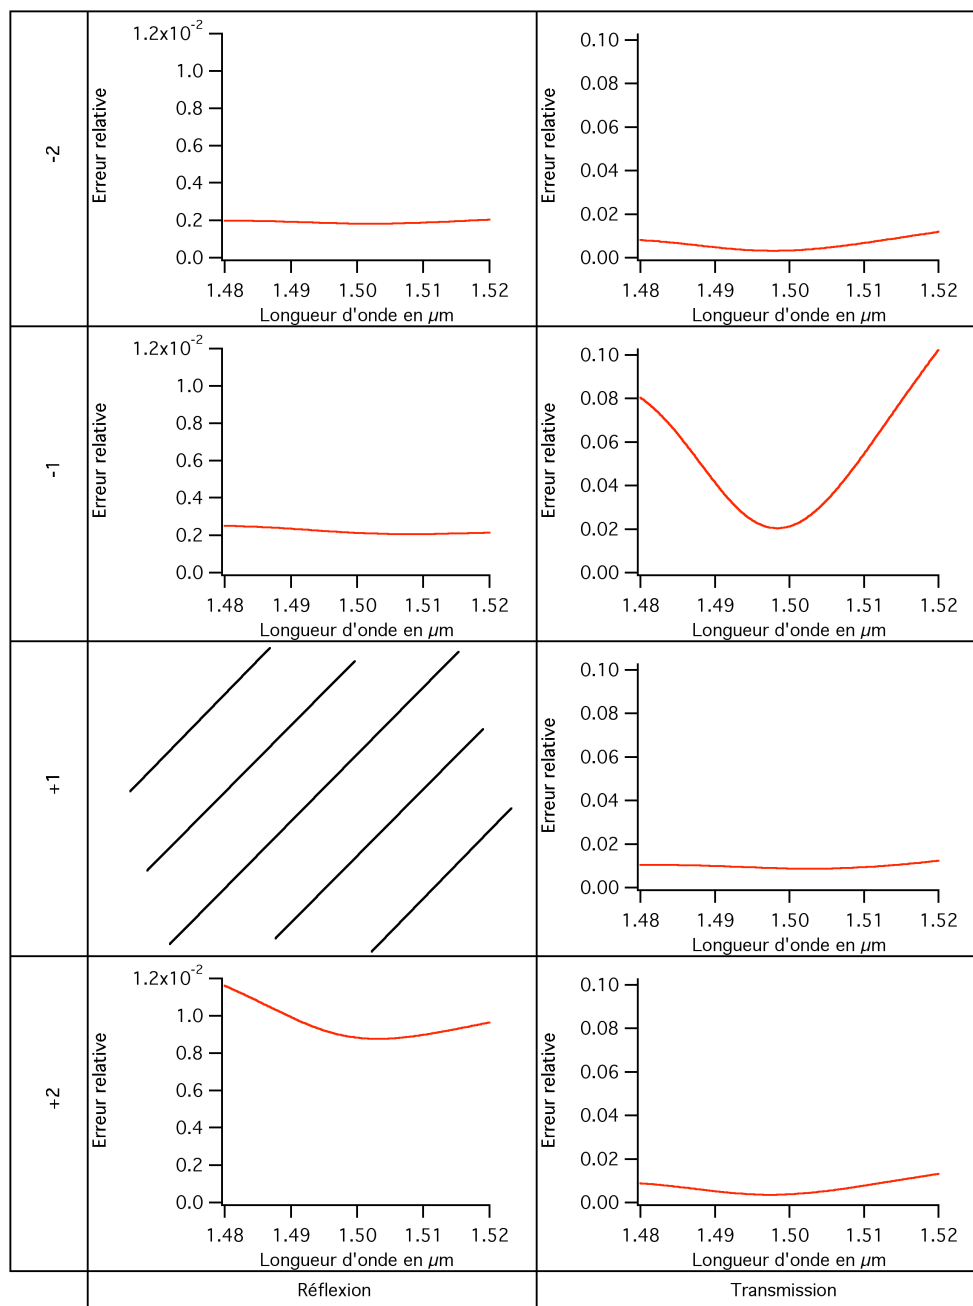 -2
Erreur relative
1.2x10-2
1.0
0.8
0.6
0.4
0.2
0.0
1.48 1.49 1.50 1.51 1.52
Longueur d'onde en µm
Erreur relative
0.10
0.08
0.06
0.04
0.02
0.00
1.48 1.49 1.50 1.51 1.52
Longueur d'onde en µm
-1
Erreur relative
1.2x10-2
1.0
0.8
0.6
0.4
0.2
0.0
1.48 1.49 1.50 1.51 1.52
Longueur d'onde en µm
Erreur relative
0.10
0.08
0.06
0.04
0.02
0.00
1.48 1.49 1.50 1.51 1.52
Longueur d'onde en µm
+1
Erreur relative
0.10
0.08
0.06
0.04
0.02
0.00
1.48 1.49 1.50 1.51 1.52
Longueur d'onde en µm
+2
Erreur relative
1.2x10-2
1.0
0.8
0.6
0.4
0.2
0.0
1.48 1.49 1.50 1.51 1.52
Longueur d'onde en µm
Erreur relative
0.10
0.08
0.06
0.04
0.02
0.00
1.48 1.49 1.50 1.51 1.52
Longueur d'onde en µm
Réflexion
Transmission